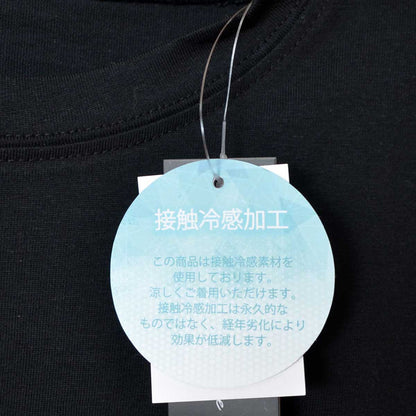 接触冷感加工
この商品は接触冷感素材を
使用しております。
涼しくご着用いただけます。
接触冷感加工は永久的な
ものではなく、経年劣化により
効果が低減します。